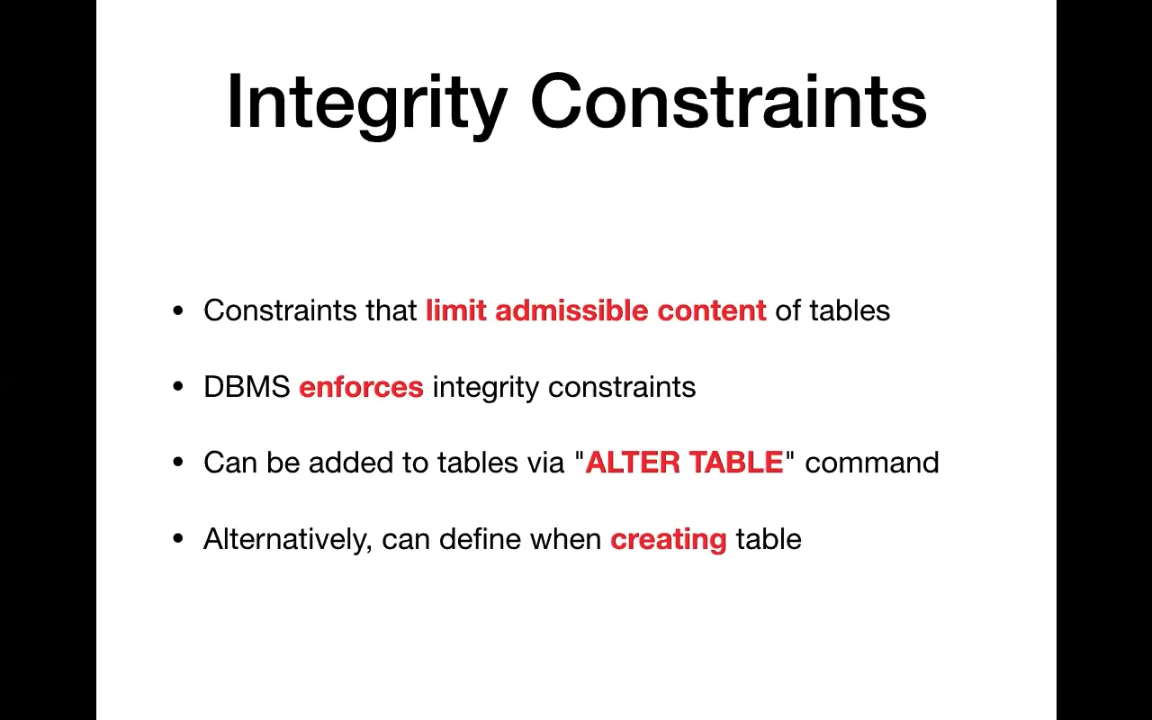 Integrity Constraints
• Constraints that limit admissible content of tables
• DBMS enforces integrity constraints
• Can be added to tables via "ALTER TABLE" command
• Alternatively, can define when creating table